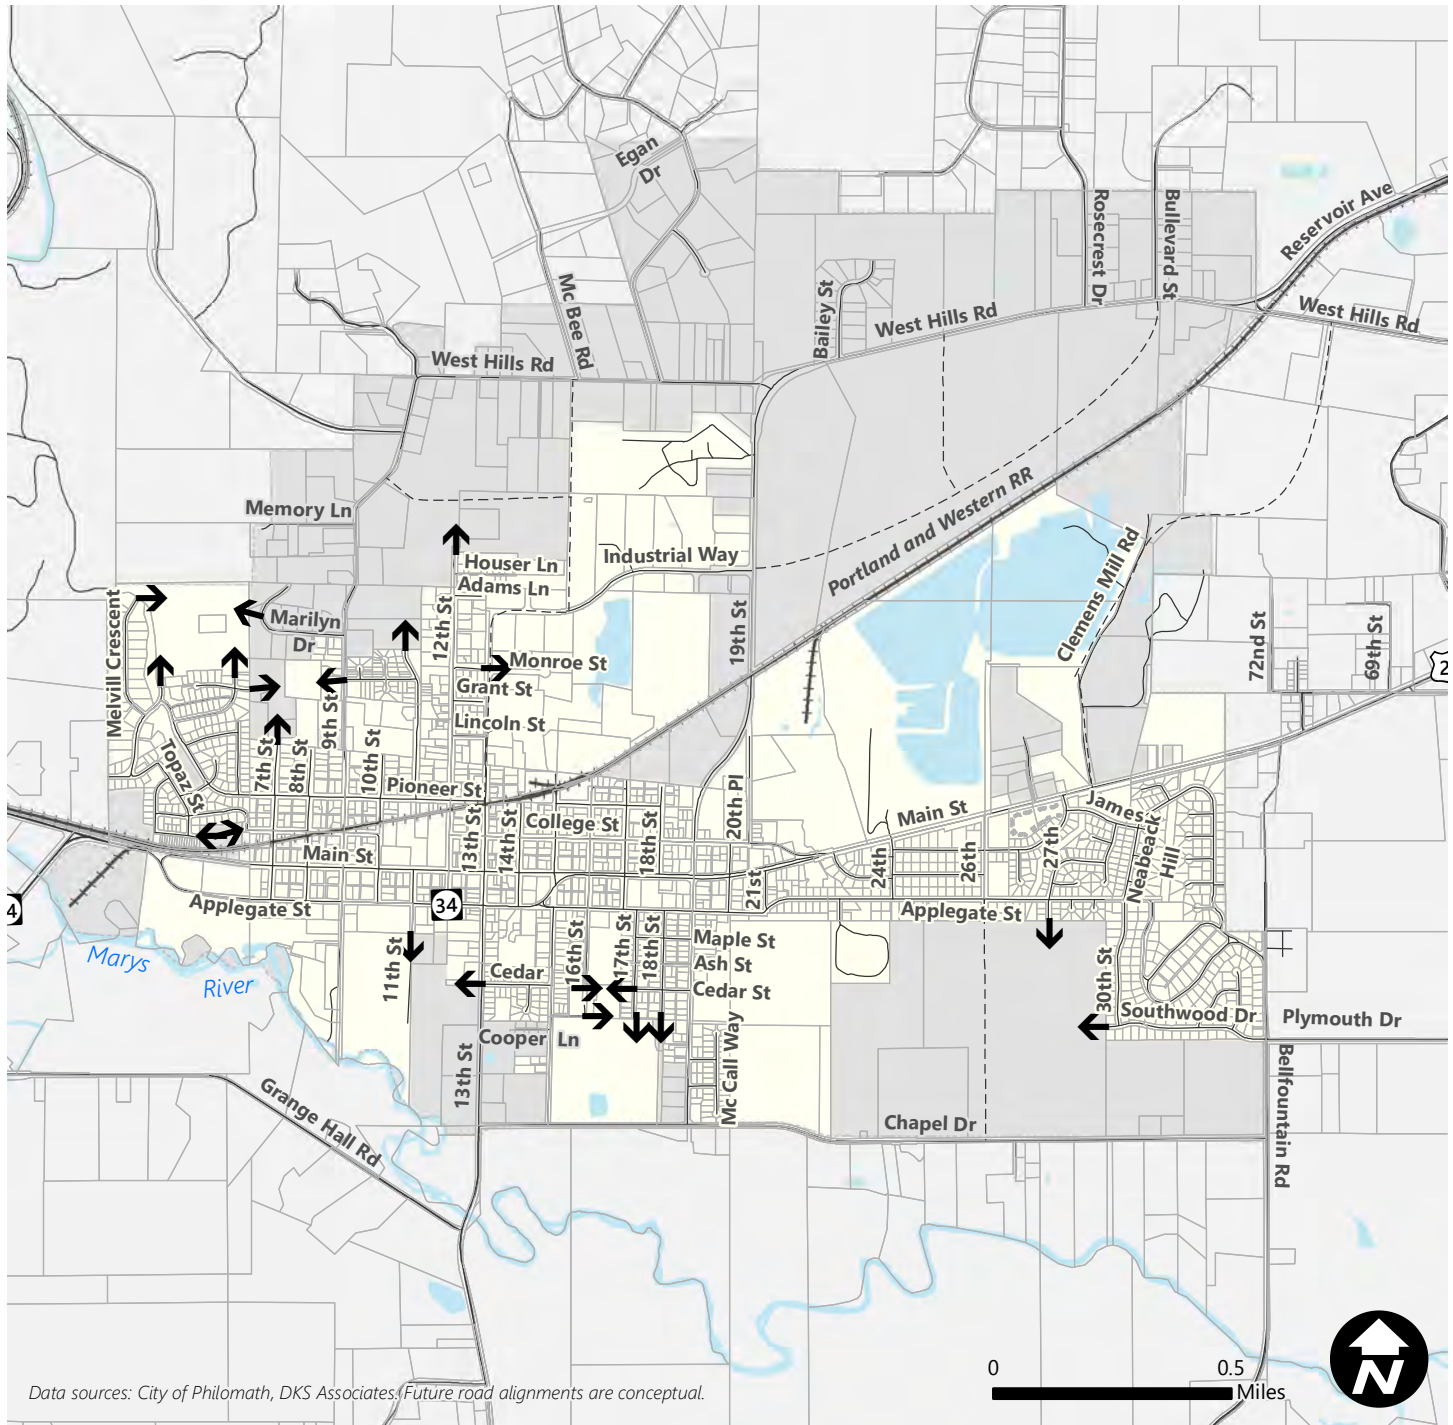 Egan
Dr
Rosecrest Dr
Bullevard St
Reservoir Ave
Mc Bee Rd
Bailey St
West Hills Rd
West Hills Rd
West Hills Rd
Memory Ln
Portland and Western RR
Industrial Way
Houser Ln
Adams Ln
Clemens Mill Rd
Melvill Crescent
Marilyn
Dr
12th St
19th St
72nd St
69th St
Monroe St
Grant St
2
Lincoln St
9th St
7th St
8th St
10th St
Topaz St
Pioneer St
13th St
14th St
College St
18th St
20th Pl
Main St
James
Neabeack
Hill
27th
24th
26th
Main St
21st
34
4
Applegate St
Applegate St
Marys
River
11th St
Cedar
16th St
17th St
18th St
Maple St
Ash St
Cedar St
30th St
Southwood Dr
Plymouth Dr
Cooper Ln
13th St
Mc Call Way
Grange Hall Rd
Chapel Dr
Bellfountain Rd
0
0.5
Miles
N
Data sources: City of Philomath, DKS Associates. Future road alignments are conceptual.